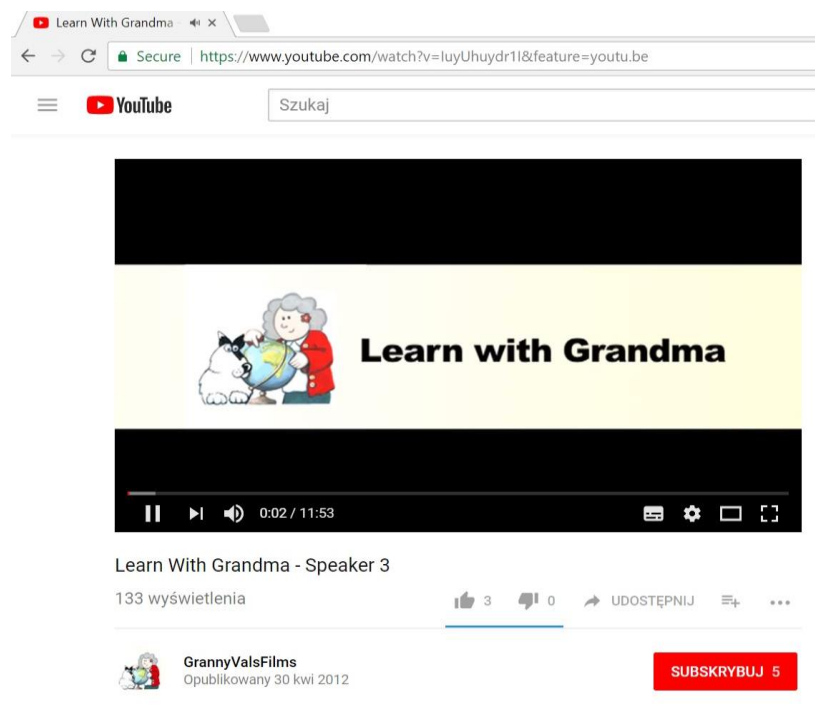 Learn With Grandma
Secure | https://www.youtube.com/watch?v=IuyUhuydr1I&feature=youtu.be
YouTube
Szukaj
Learn with Grandma
0:02 / 11:53
Learn With Grandma - Speaker 3
133 wyświetlenia
3
0
UDOSTĘPNIJ
GrannyValsFilms
SUBSKRYBUJ 5
Opublikowany 30 kwi 2012